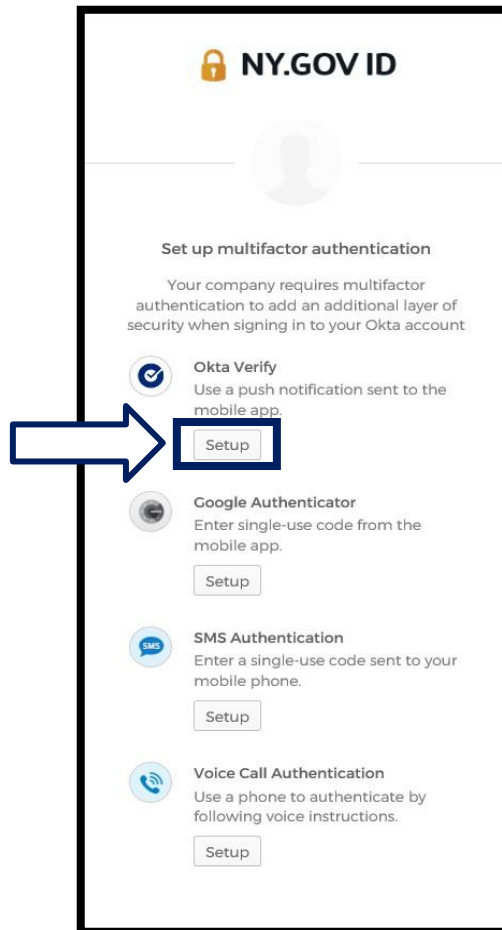 NY.GOV ID
Set up multifactor authentication
Your company requires multifactor
authentication to add an additional layer of
security when signing in to your Okta account
Okta Verify
Use a push notification sent to the
mobile app.
Setup
Google Authenticator
Enter single-use code from the
mobile app.
Setup
SMS
SMS Authentication
Enter a single-use code sent to your
mobile phone.
Setup
Voice Call Authentication
Use a phone to authenticate by
following voice instructions.
Setup